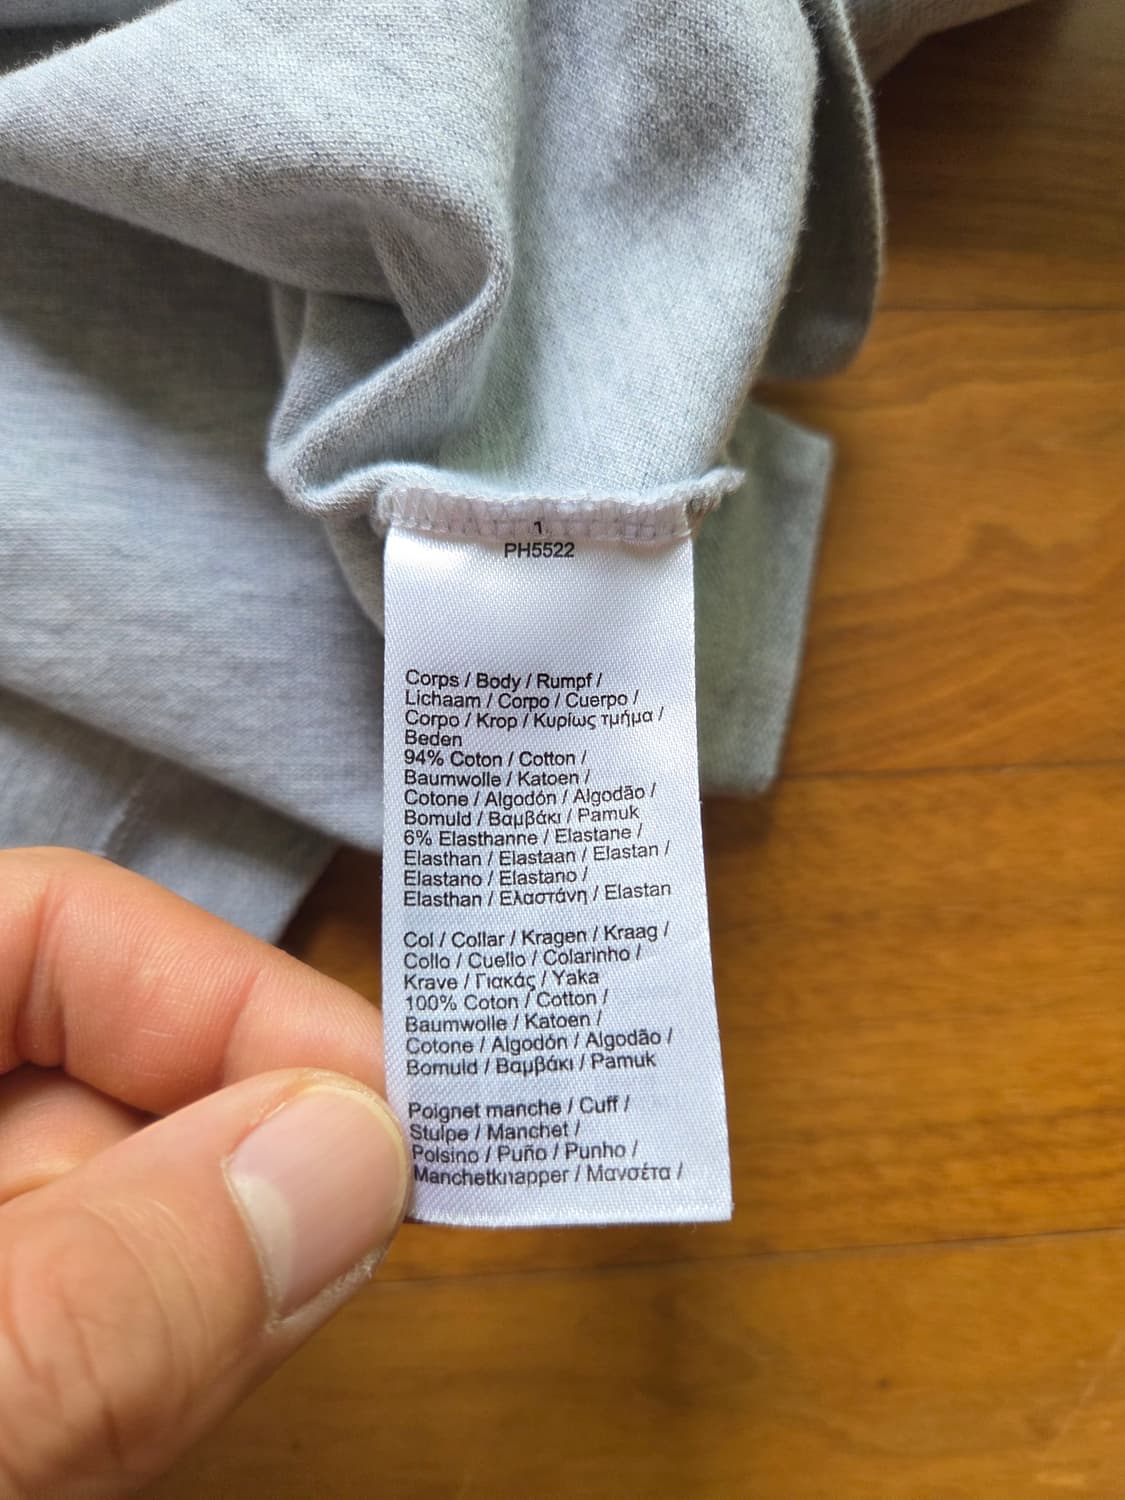 1
PH5522
Corps / Body / Rumpf /
Lichaam / Corpo / Cuerpo /
Corpo / Krop / Κυρίως τμήμα /
Beden
94% Coton / Cotton /
Baumwolle / Katoen /
Cotone / Algodón / Algodão /
Bomuld / Βαμβάκι / Pamuk
6% Elasthanne / Elastane /
Elasthan / Elastaan / Elastan /
Elastano / Elastano /
Elasthan / Ελαστάνη / Elastan
Col / Collar / Kragen / Kraag /
Collo / Cuello / Colarinho /
Krave / Γιακάς / Yaka
100% Coton / Cotton /
Baumwolle / Katoen /
Cotone / Algodón / Algodão /
Bomuld / Βαμβάκι / Pamuk
Poignet manche / Cuff /
Stulpe / Manchet /
Polsino / Puño / Punho /
Manchetknapper / Μανσέτα /